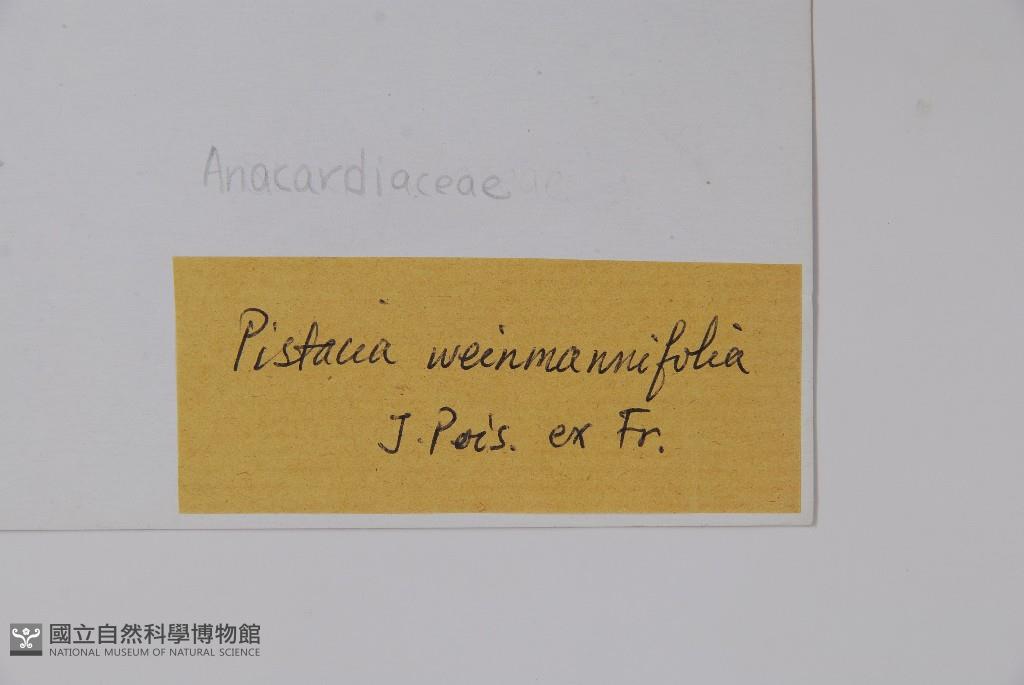 Anacardiaceae
Pistacia weinmannifolia
J. Pois. ex Fr.
國立自然科學博物館
NATIONAL MUSEUM OF NATURAL SCIENCE